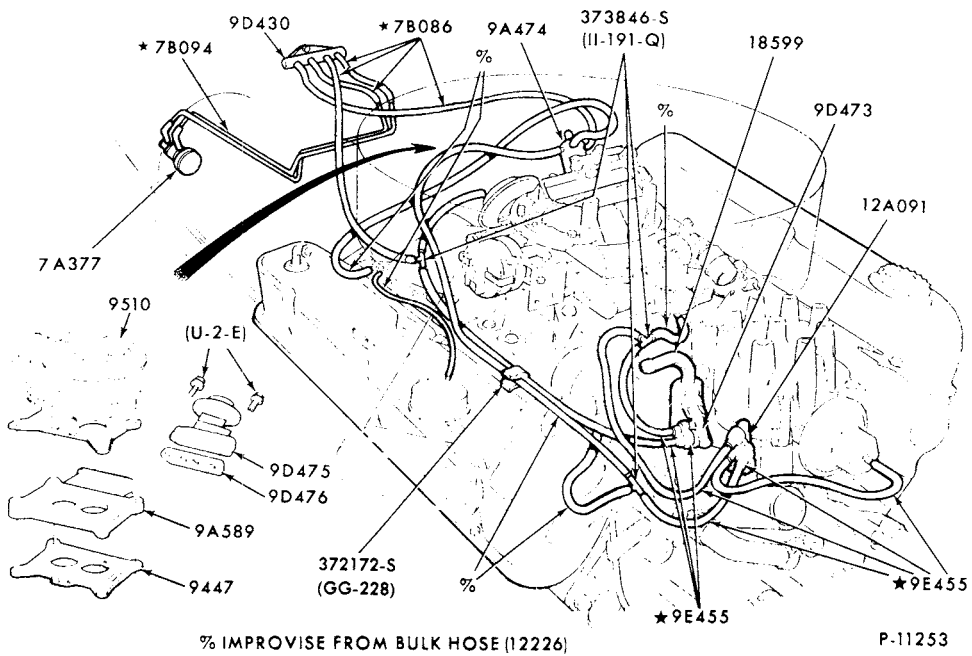 9D430
★7B086
9A474
373846-S
(II-191-Q)
18599
★7B094
%
%
9D473
12A091
7A377
9510
(U-2-E)
9D475
9D476
9A589
9447
372172-S
(GG-228)
%
★9E455
★9E455
% IMPROVISE FROM BULK HOSE (12226)
P-11253